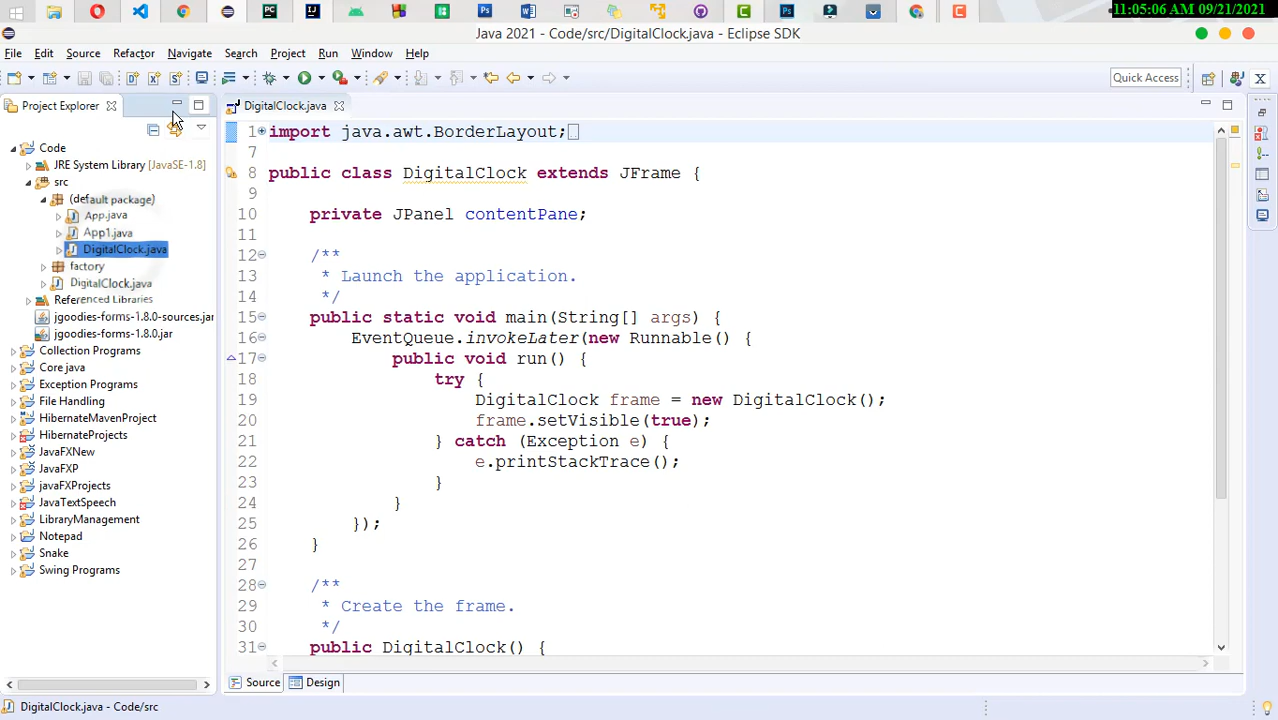 11:05:06 AM 09/21/2021
Java 2021 - Code/src/DigitalClock.java - Eclipse SDK
File Edit Source Refactor Navigate Search Project Run Window Help
Quick Access
Project Explorer
DigitalClock.java
Code
JRE System Library [JavaSE-1.8]
src
(default package)
App.java
App1.java
DigitalClock.java
factory
DigitalClock.java
Referenced Libraries
jgoodies-forms-1.8.0-sources.jar
jgoodies-forms-1.8.0.jar
Collection Programs
Core java
Exception Programs
File Handling
HibernateMavenProject
HibernateProjects
JavaFXNew
JavaFXP
javaFXProjects
JavaTextSpeech
LibraryManagement
Notepad
Snake
Swing Programs
1 import java.awt.BorderLayout;
7
8 public class DigitalClock extends JFrame {
9
10 private JPanel contentPane;
11
12 /**
13 * Launch the application.
14 */
15 public static void main(String[] args) {
16 EventQueue.invokeLater(new Runnable() {
17 public void run() {
18 try {
19 DigitalClock frame = new DigitalClock();
20 frame.setVisible(true);
21 } catch (Exception e) {
22 e.printStackTrace();
23 }
24 }
25 });
26 }
27
28 /**
29 * Create the frame.
30 */
31 public DigitalClock() {
Source Design
DigitalClock.java - Code/src